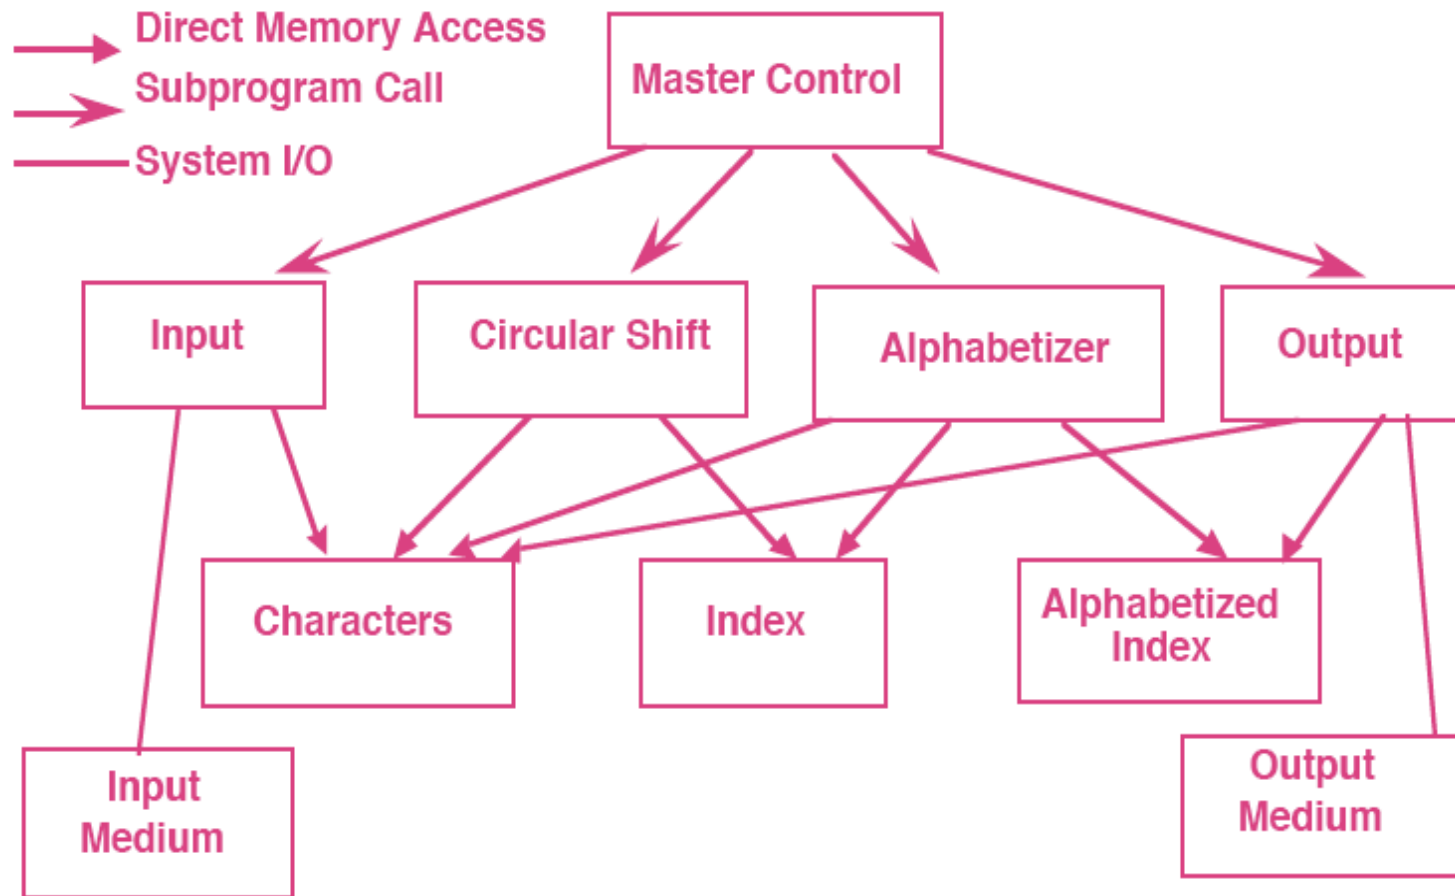 Direct Memory Access
Subprogram Call
System I/O
Master Control
Input
Circular Shift
Alphabetizer
Output
Characters
Index
Alphabetized
Index
Input
Medium
Output
Medium